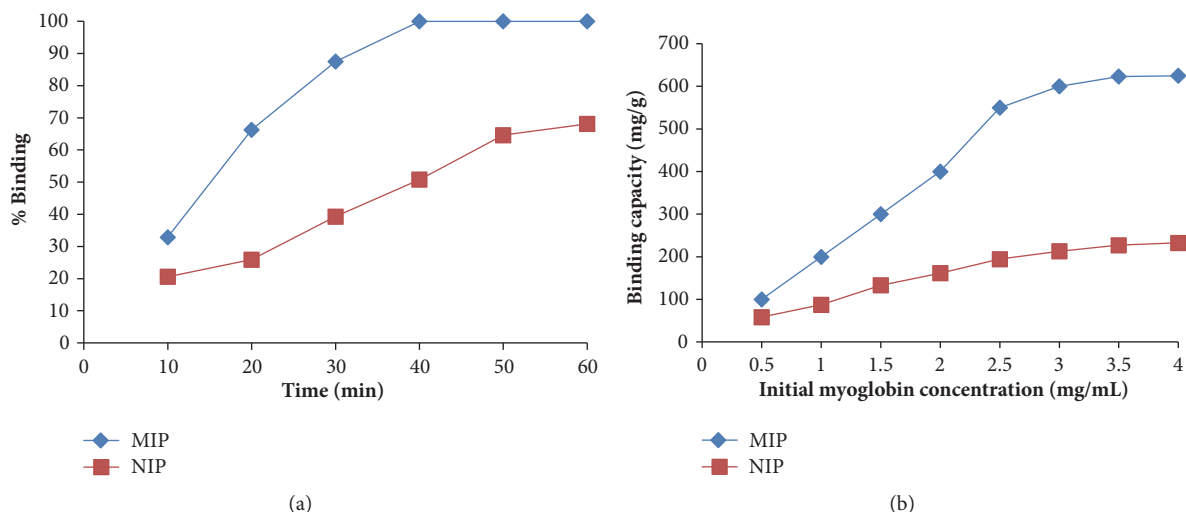 100
90
80
70
60
50
40
30
20
10
0
% Binding
0 10 20 30 40 50 60
Time (min)
MIP
NIP
(a)
700
600
500
400
300
200
100
0
Binding capacity (mg/g)
0 0.5 1 1.5 2 2.5 3 3.5 4
Initial myoglobin concentration (mg/mL)
MIP
NIP
(b)